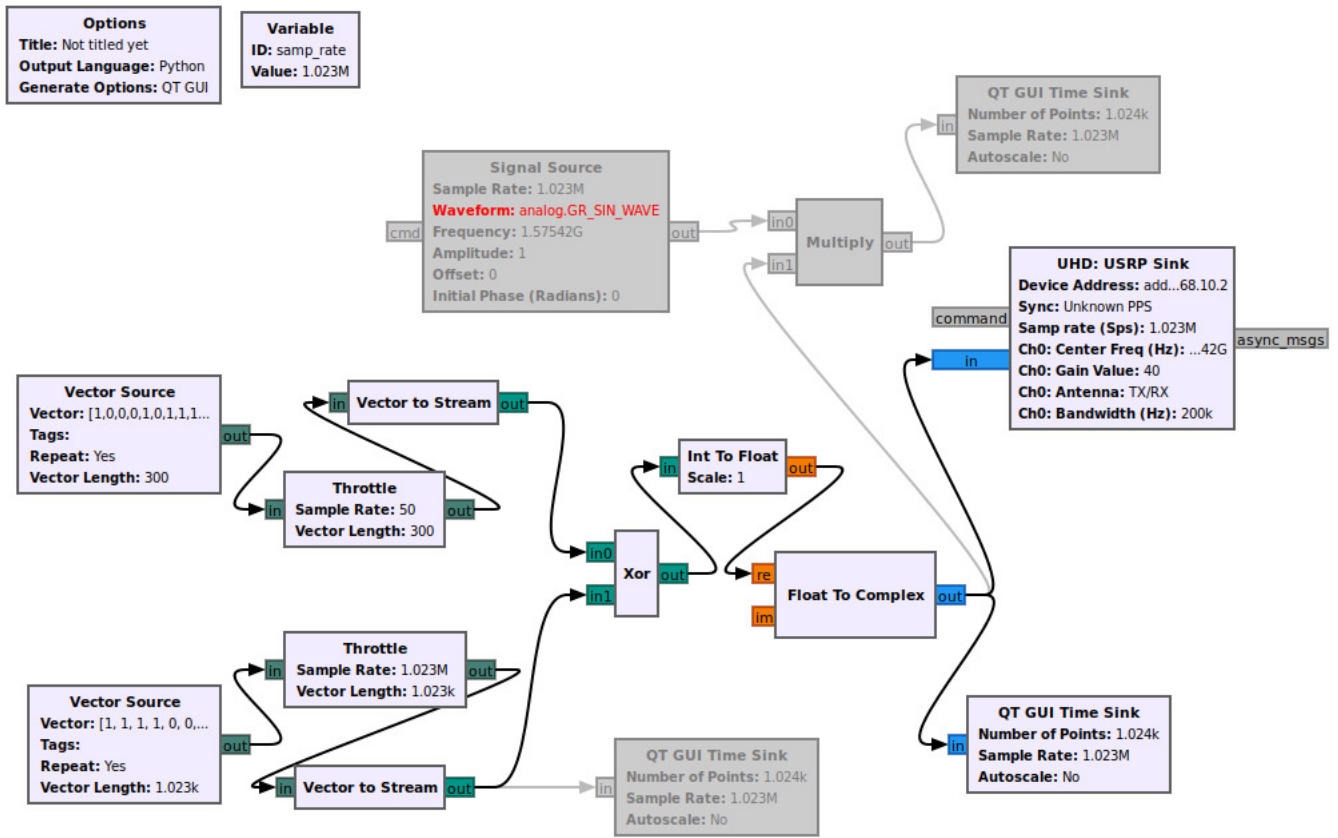 Options
Title: Not titled yet
Output Language: Python
Generate Options: QT GUI
Variable
ID: samp_rate
Value: 1.023M
QT GUI Time Sink
Number of Points: 1.024k
Sample Rate: 1.023M
Autoscale: No
in
Signal Source
Sample Rate: 1.023M
Waveform: analog.GR_SIN_WAVE
Frequency: 1.57542G
Amplitude: 1
Offset: 0
Initial Phase (Radians): 0
cmd
out
in0
in1
Multiply
out
UHD: USRP Sink
Device Address: add...68.10.2
Sync: Unknown PPS
Samp rate (Sps): 1.023M
Ch0: Center Freq (Hz): ...42G
Ch0: Gain Value: 40
Ch0: Antenna: TX/RX
Ch0: Bandwidth (Hz): 200k
command
in
async_msgs
Vector Source
Vector: [1,0,0,0,1,0,1,1,1...
Tags:
Repeat: Yes
Vector Length: 300
out
in
Vector to Stream
out
in
Throttle
Sample Rate: 50
Vector Length: 300
out
in
Int To Float
Scale: 1
out
in0
in1
Xor
out
re
im
Float To Complex
out
in
Throttle
Sample Rate: 1.023M
Vector Length: 1.023k
out
Vector Source
Vector: [1, 1, 1, 1, 0, 0,...
Tags:
Repeat: Yes
Vector Length: 1.023k
out
in
Vector to Stream
out
in
QT GUI Time Sink
Number of Points: 1.024k
Sample Rate: 1.023M
Autoscale: No
in
QT GUI Time Sink
Number of Points: 1.024k
Sample Rate: 1.023M
Autoscale: No